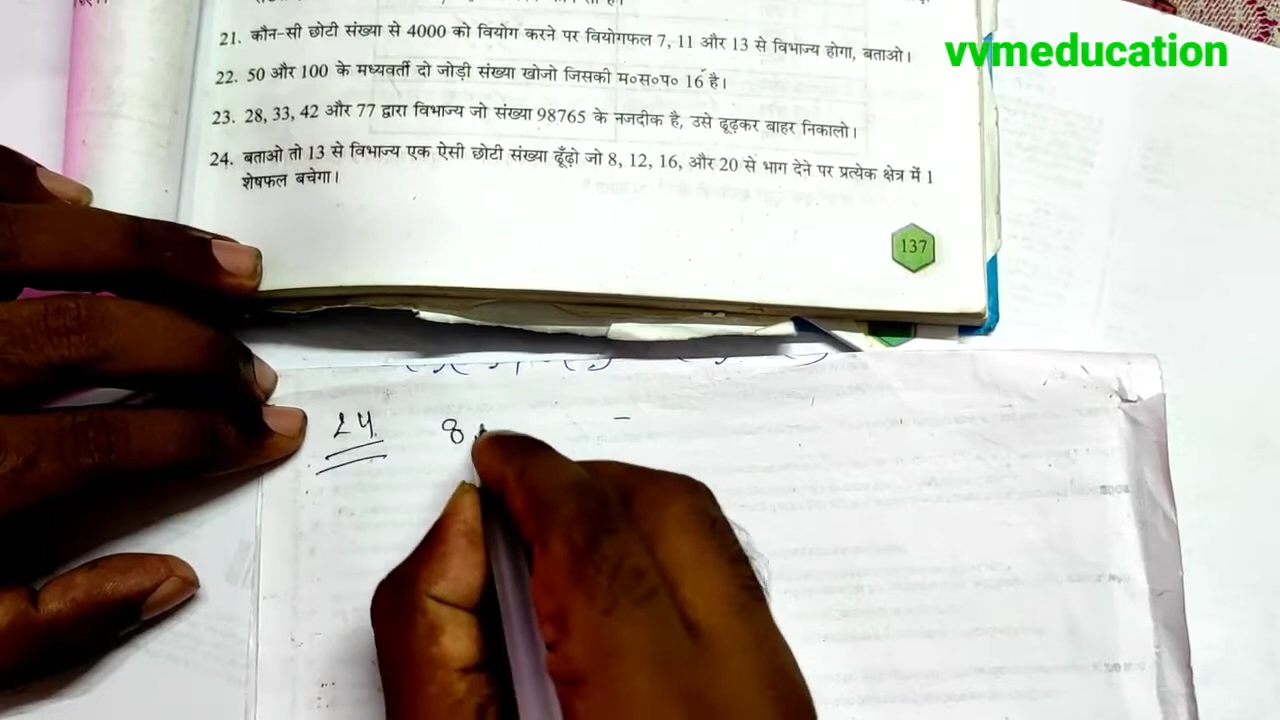 21. कौन-सी छोटी संख्या से 4000 को वियोग करने पर वियोगफल 7, 11 और 13 से विभाज्य होगा, बताओ।
vvmeducation
22. 50 और 100 के मध्यवर्ती दो जोड़ी संख्या खोजो जिसकी म०स०प० 16 है।
23. 28, 33, 42 और 77 द्वारा विभाज्य जो संख्या 98765 के नजदीक है, उसे ढूढ़कर बाहर निकालो।
24. बताओ तो 13 से विभाज्य एक ऐसी छोटी संख्या ढूँढ़ो जो 8, 12, 16, और 20 से भाग देने पर प्रत्येक क्षेत्र में 1
शेषफल बचेगा।
137
24. 8